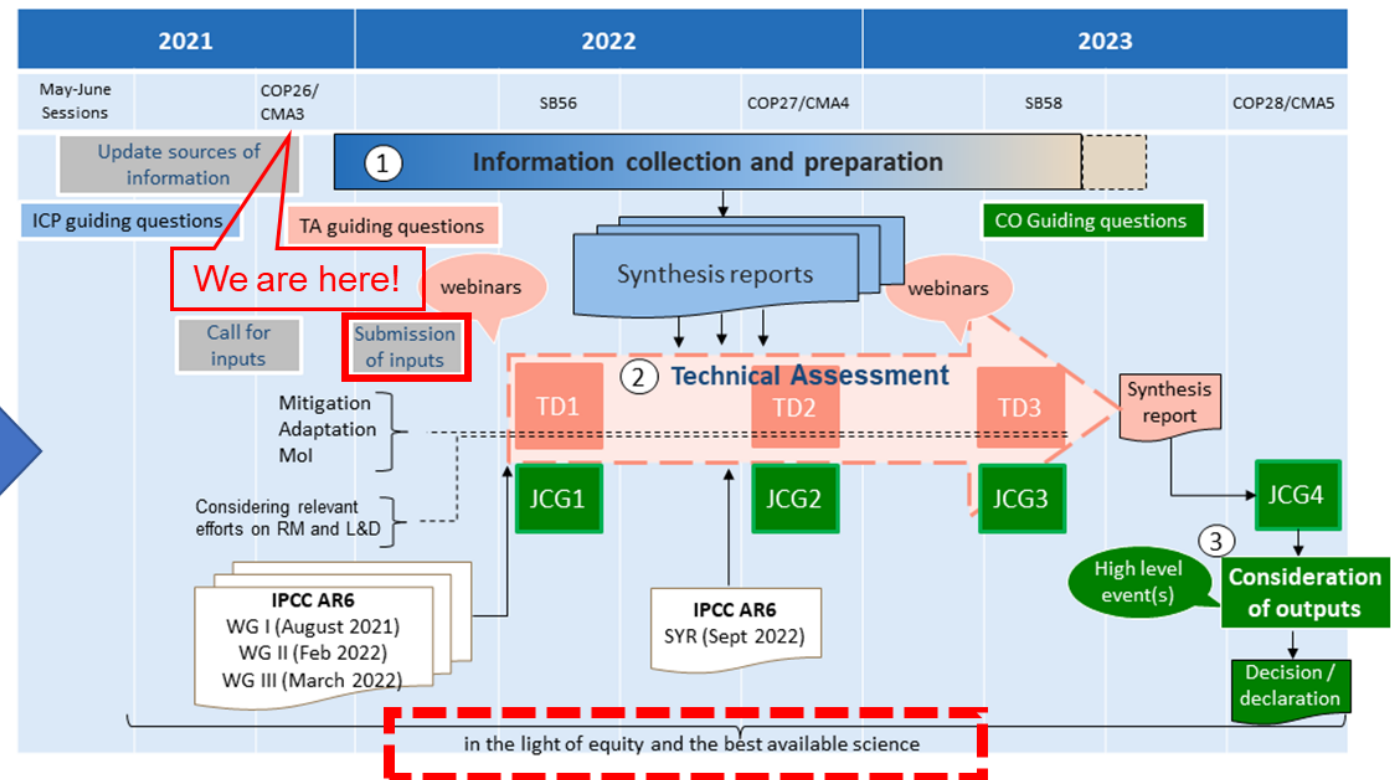 2021
2022
2023
May-June
Sessions
COP26/
CMA3
SB56
COP27/CMA4
SB58
COP28/CMA5
Update sources of
information
1
Information collection and preparation
ICP guiding questions
TA guiding questions
CO Guiding questions
We are here!
webinars
Synthesis reports
webinars
Call for
inputs
Submission
of inputs
2
Technical Assessment
TD1
TD2
TD3
Synthesis
report
Mitigation
Adaptation
MoI
JCG1
JCG2
JCG3
JCG4
Considering relevant
efforts on RM and L&D
3
High level
event(s)
Consideration
of outputs
IPCC AR6
WG I (August 2021)
WG II (Feb 2022)
WG III (March 2022)
IPCC AR6
SYR (Sept 2022)
Decision /
declaration
in the light of equity and the best available science